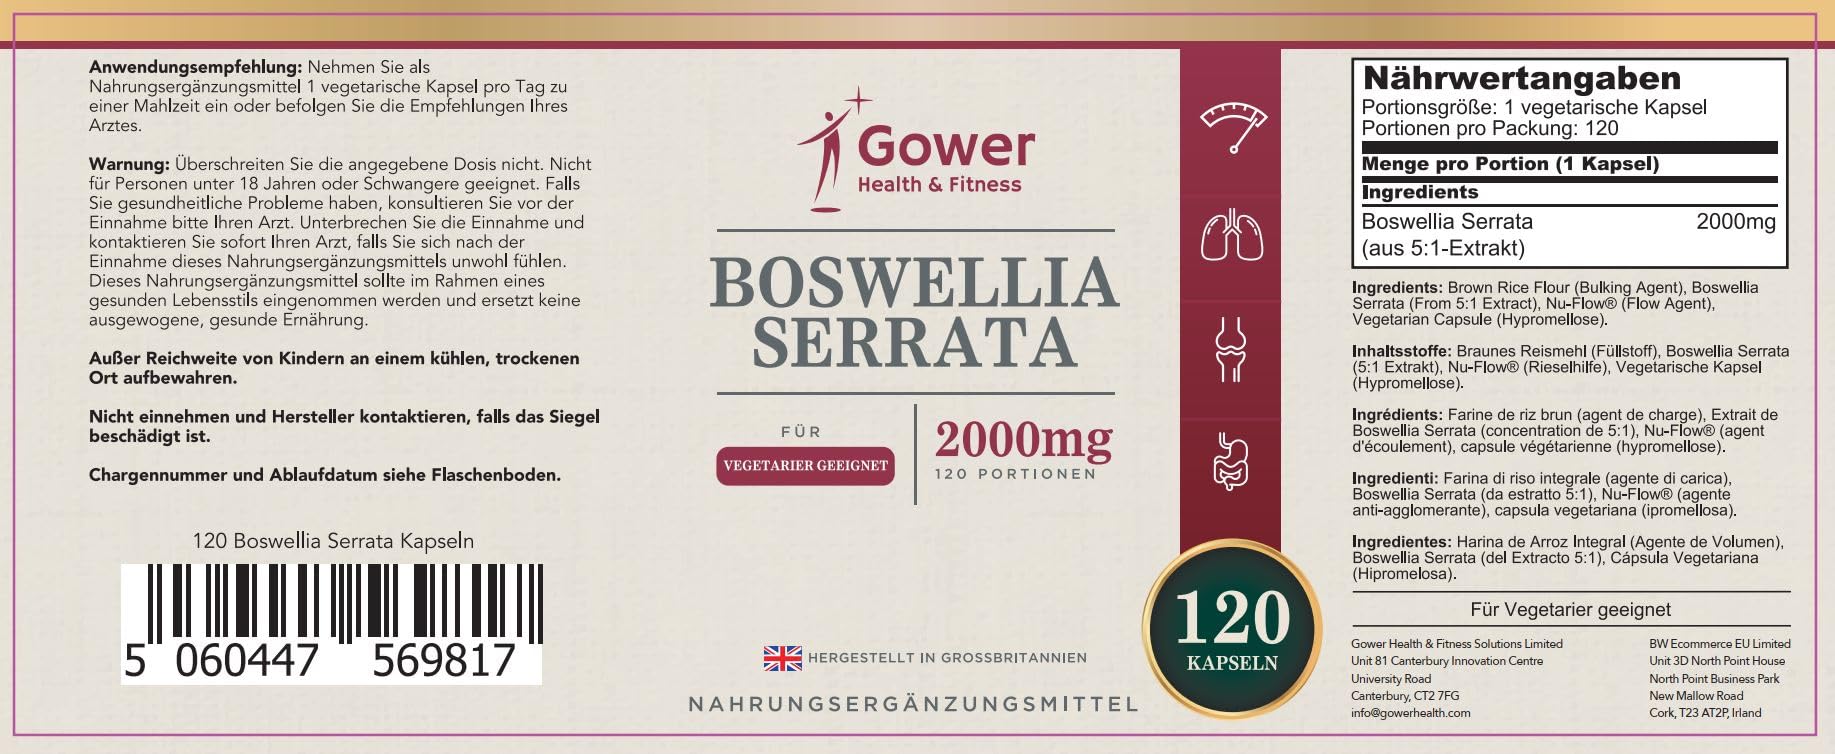 Anwendungsempfehlung: Nehmen Sie als
Nahrungsergänzungsmittel 1 vegetarische Kapsel pro Tag zu
einer Mahlzeit ein oder befolgen Sie die Empfehlungen Ihres
Arztes.
Warnung: Überschreiten Sie die angegebene Dosis nicht. Nicht
für Personen unter 18 Jahren oder Schwangere geeignet. Falls
Sie gesundheitliche Probleme haben, konsultieren Sie vor der
Einnahme bitte Ihren Arzt. Unterbrechen Sie die Einnahme und
kontaktieren Sie sofort Ihren Arzt, falls Sie sich nach der
Einnahme dieses Nahrungsergänzungsmittels unwohl fühlen.
Dieses Nahrungsergänzungsmittel sollte im Rahmen eines
gesunden Lebensstils eingenommen werden und ersetzt keine
ausgewogene, gesunde Ernährung.
Außer Reichweite von Kindern an einem kühlen, trockenen
Ort aufbewahren.
Nicht einnehmen und Hersteller kontaktieren, falls das Siegel
beschädigt ist.
Chargennummer und Ablaufdatum siehe Flaschenboden.
120 Boswellia Serrata Kapseln
5 060447 569817
Gower
Health & Fitness
BOSWELLIA
SERRATA
FÜR
VEGETARIER GEEIGNET
2000mg
120 PORTIONEN
HERGESTELLT IN GROSSBRITANNIEN
NAHRUNGSERGÄNZUNGSMITTEL
120
KAPSELN
Nährwertangaben
Portionsgröße: 1 vegetarische Kapsel
Portionen pro Packung: 120
Menge pro Portion (1 Kapsel)
Ingredients
Boswellia Serrata 2000mg
(aus 5:1-Extrakt)
Ingredients: Brown Rice Flour (Bulking Agent), Boswellia
Serrata (From 5:1 Extract), Nu-Flow® (Flow Agent),
Vegetarian Capsule (Hypromellose).
Inhaltsstoffe: Braunes Reismehl (Füllstoff), Boswellia Serrata
(5:1 Extrakt), Nu-Flow® (Rieselhilfe), Vegetarische Kapsel
(Hypromellose).
Ingrédients: Farine de riz brun (agent de charge), Extrait de
Boswellia Serrata (concentration de 5:1), Nu-Flow® (agent
d'écoulement), capsule végétarienne (hypromellose).
Ingredienti: Farina di riso integrale (agente di carica),
Boswellia Serrata (da estratto 5:1), Nu-Flow® (agente
anti-agglomerante), capsula vegetariana (ipromellosa).
Ingredientes: Harina de Arroz Integral (Agente de Volumen),
Boswellia Serrata (del Extracto 5:1), Cápsula Vegetariana
(Hipromelosa).
Für Vegetarier geeignet
Gower Health & Fitness Solutions Limited
Unit 81 Canterbury Innovation Centre
University Road
Canterbury, CT2 7FG
info@gowerhealth.com
BW Ecommerce EU Limited
Unit 3D North Point House
North Point Business Park
New Mallow Road
Cork, T23 AT2P, Irland